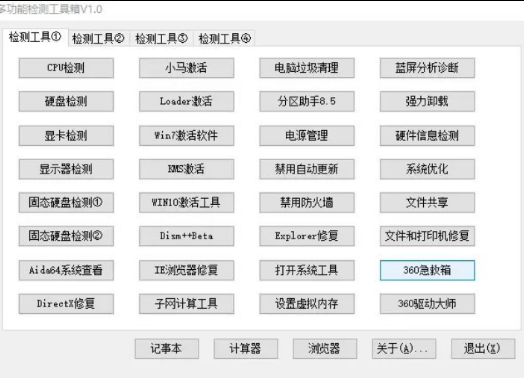 多功能检测工具箱V1.0
检测工具① 检测工具② 检测工具③ 检测工具④
CPU检测 小马激活 电脑垃圾清理 蓝屏分析诊断
硬盘检测 Loader激活 分区助手8.5 强力卸载
显卡检测 Win7激活软件 电源管理 硬件信息检测
显示器检测 KMS激活 禁用自动更新 系统优化
固态硬盘检测① WIN10激活工具 禁用防火墙 文件共享
固态硬盘检测② Dism++Beta Explorer修复 文件和打印机修复
Aida64系统查看 IE浏览器修复 打开系统工具 360急救箱
DirectX修复 子网计算工具 设置虚拟内存 360驱动大师
记事本 计算器 浏览器 关于(A)... 退出(X)